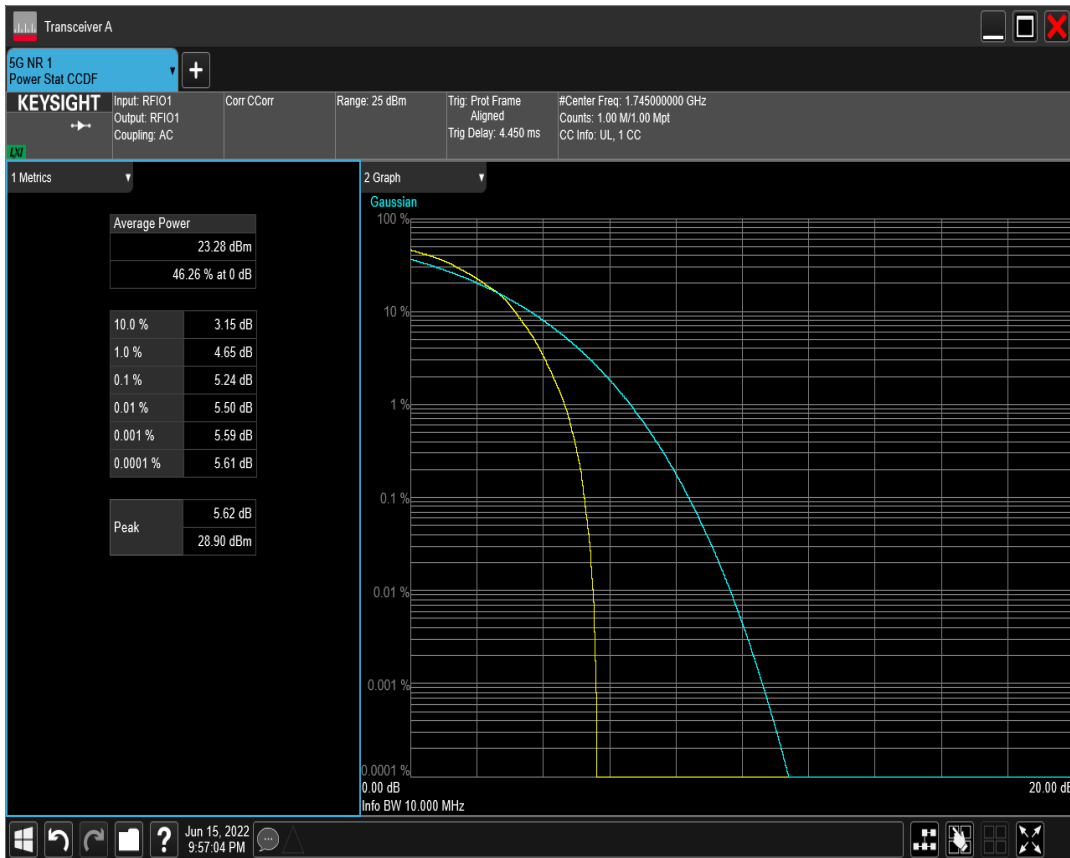 Transceiver A
5G NR 1
Power Stat CCDF
KEYSIGHT
Input: RFIO1
Output: RFIO1
Coupling: AC
Corr CCorr
Range: 25 dBm
Trig: Prot Frame
Aligned
Trig Delay: 4.450 ms
#Center Freq: 1.745000000 GHz
Counts: 1.00 M/1.00 Mpt
CC Info: UL, 1 CC
LXI
1 Metrics
Average Power
23.28 dBm
46.26 % at 0 dB
10.0 % 3.15 dB
1.0 % 4.65 dB
0.1 % 5.24 dB
0.01 % 5.50 dB
0.001 % 5.59 dB
0.0001 % 5.61 dB
Peak
5.62 dB
28.90 dBm
2 Graph
Gaussian
100 %
10 %
1 %
0.1 %
0.01 %
0.001 %
0.0001 %
0.00 dB
20.00 dB
Info BW 10.000 MHz
Jun 15, 2022
9:57:04 PM